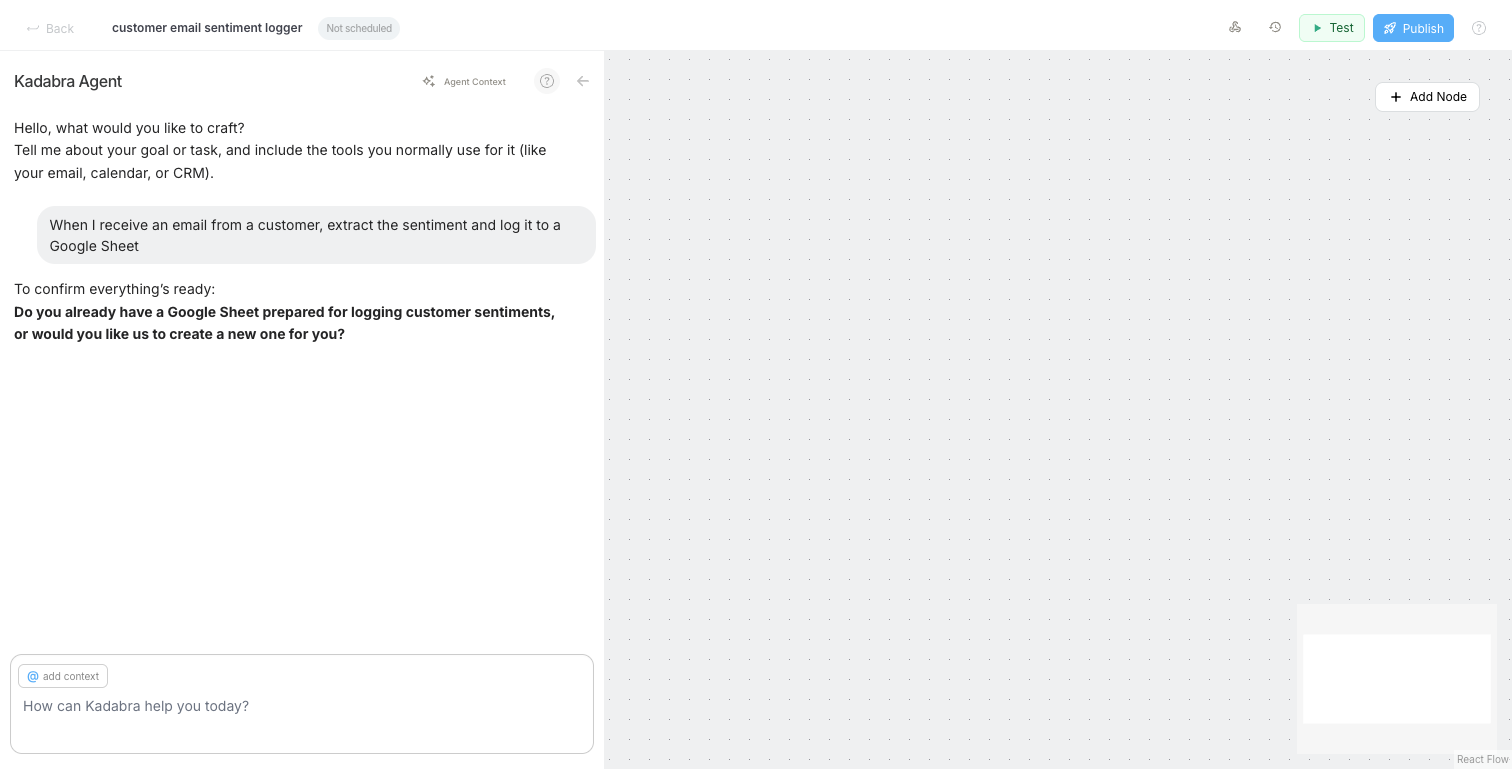 Back
customer email sentiment logger
Not scheduled
Test
Publish
Kadabra Agent
Agent Context
Add Node
Hello, what would you like to craft?
Tell me about your goal or task, and include the tools you normally use for it (like
your email, calendar, or CRM).
When I receive an email from a customer, extract the sentiment and log it to a
Google Sheet
To confirm everything’s ready:
Do you already have a Google Sheet prepared for logging customer sentiments,
or would you like us to create a new one for you?
@ add context
How can Kadabra help you today?
React Flow